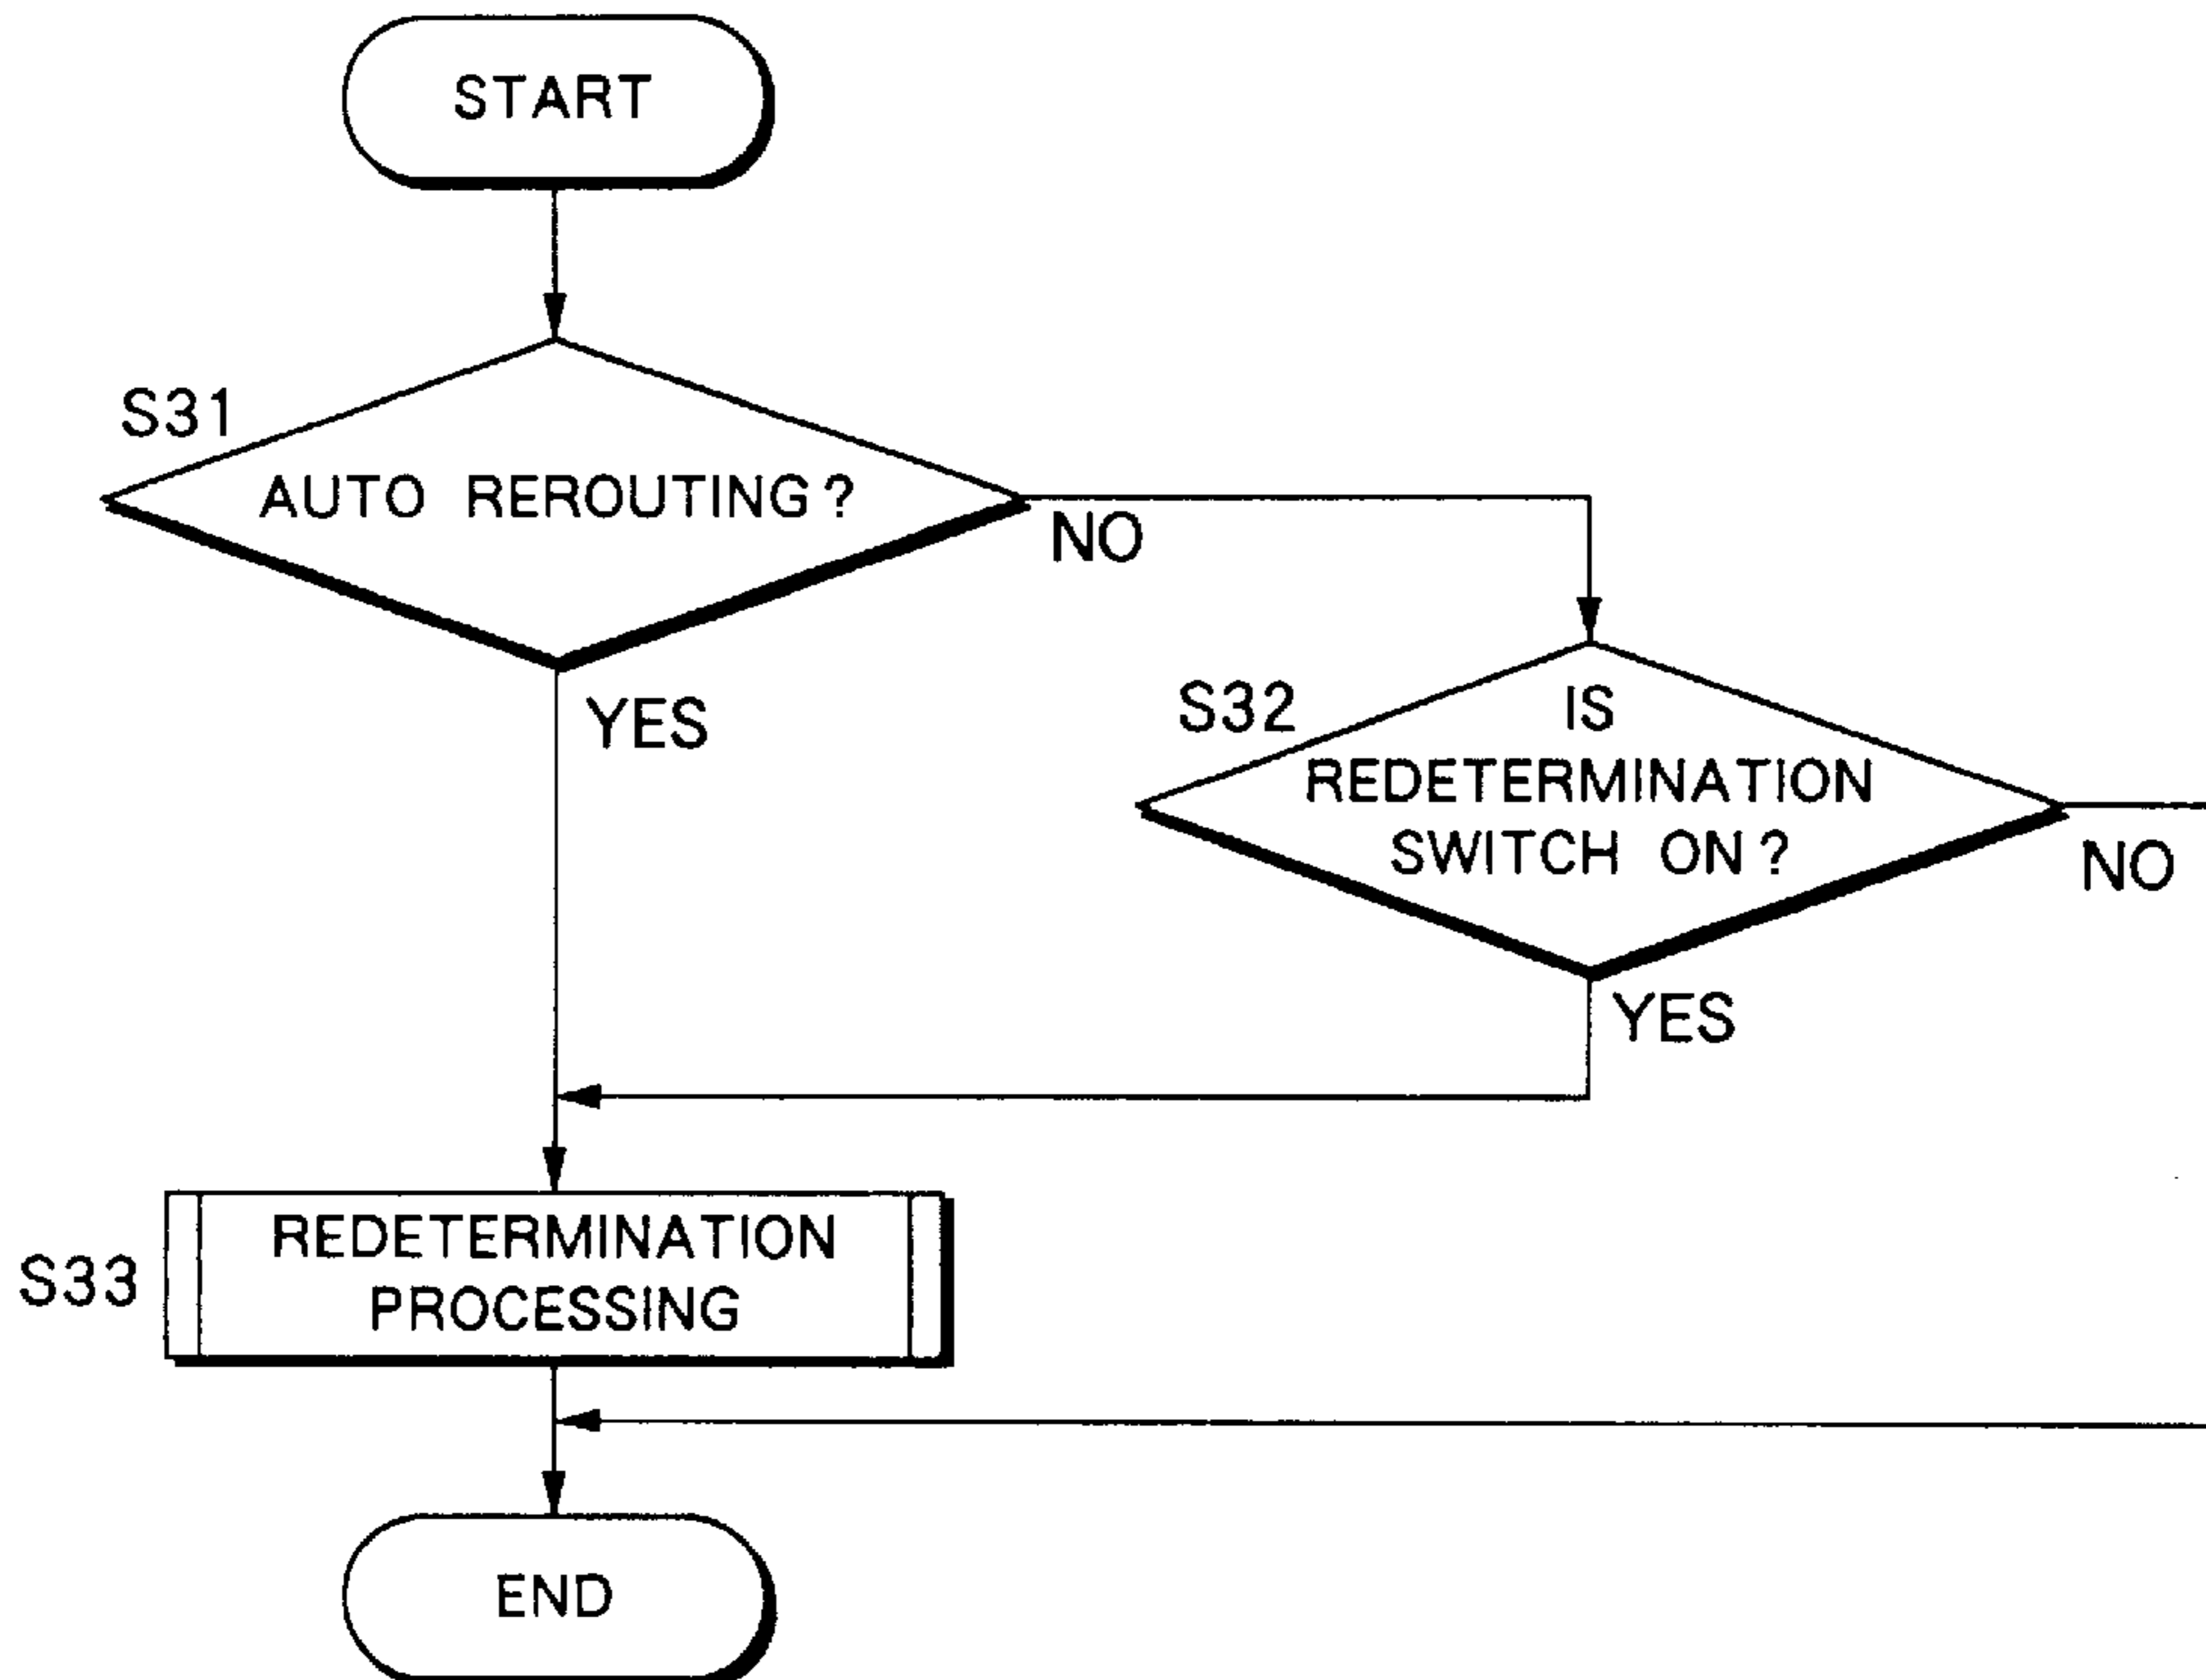 START
S31
AUTO REROUTING?
NO
YES
S32
IS
REDETERMINATION
SWITCH ON?
NO
YES
S33
REDETERMINATION
PROCESSING
END